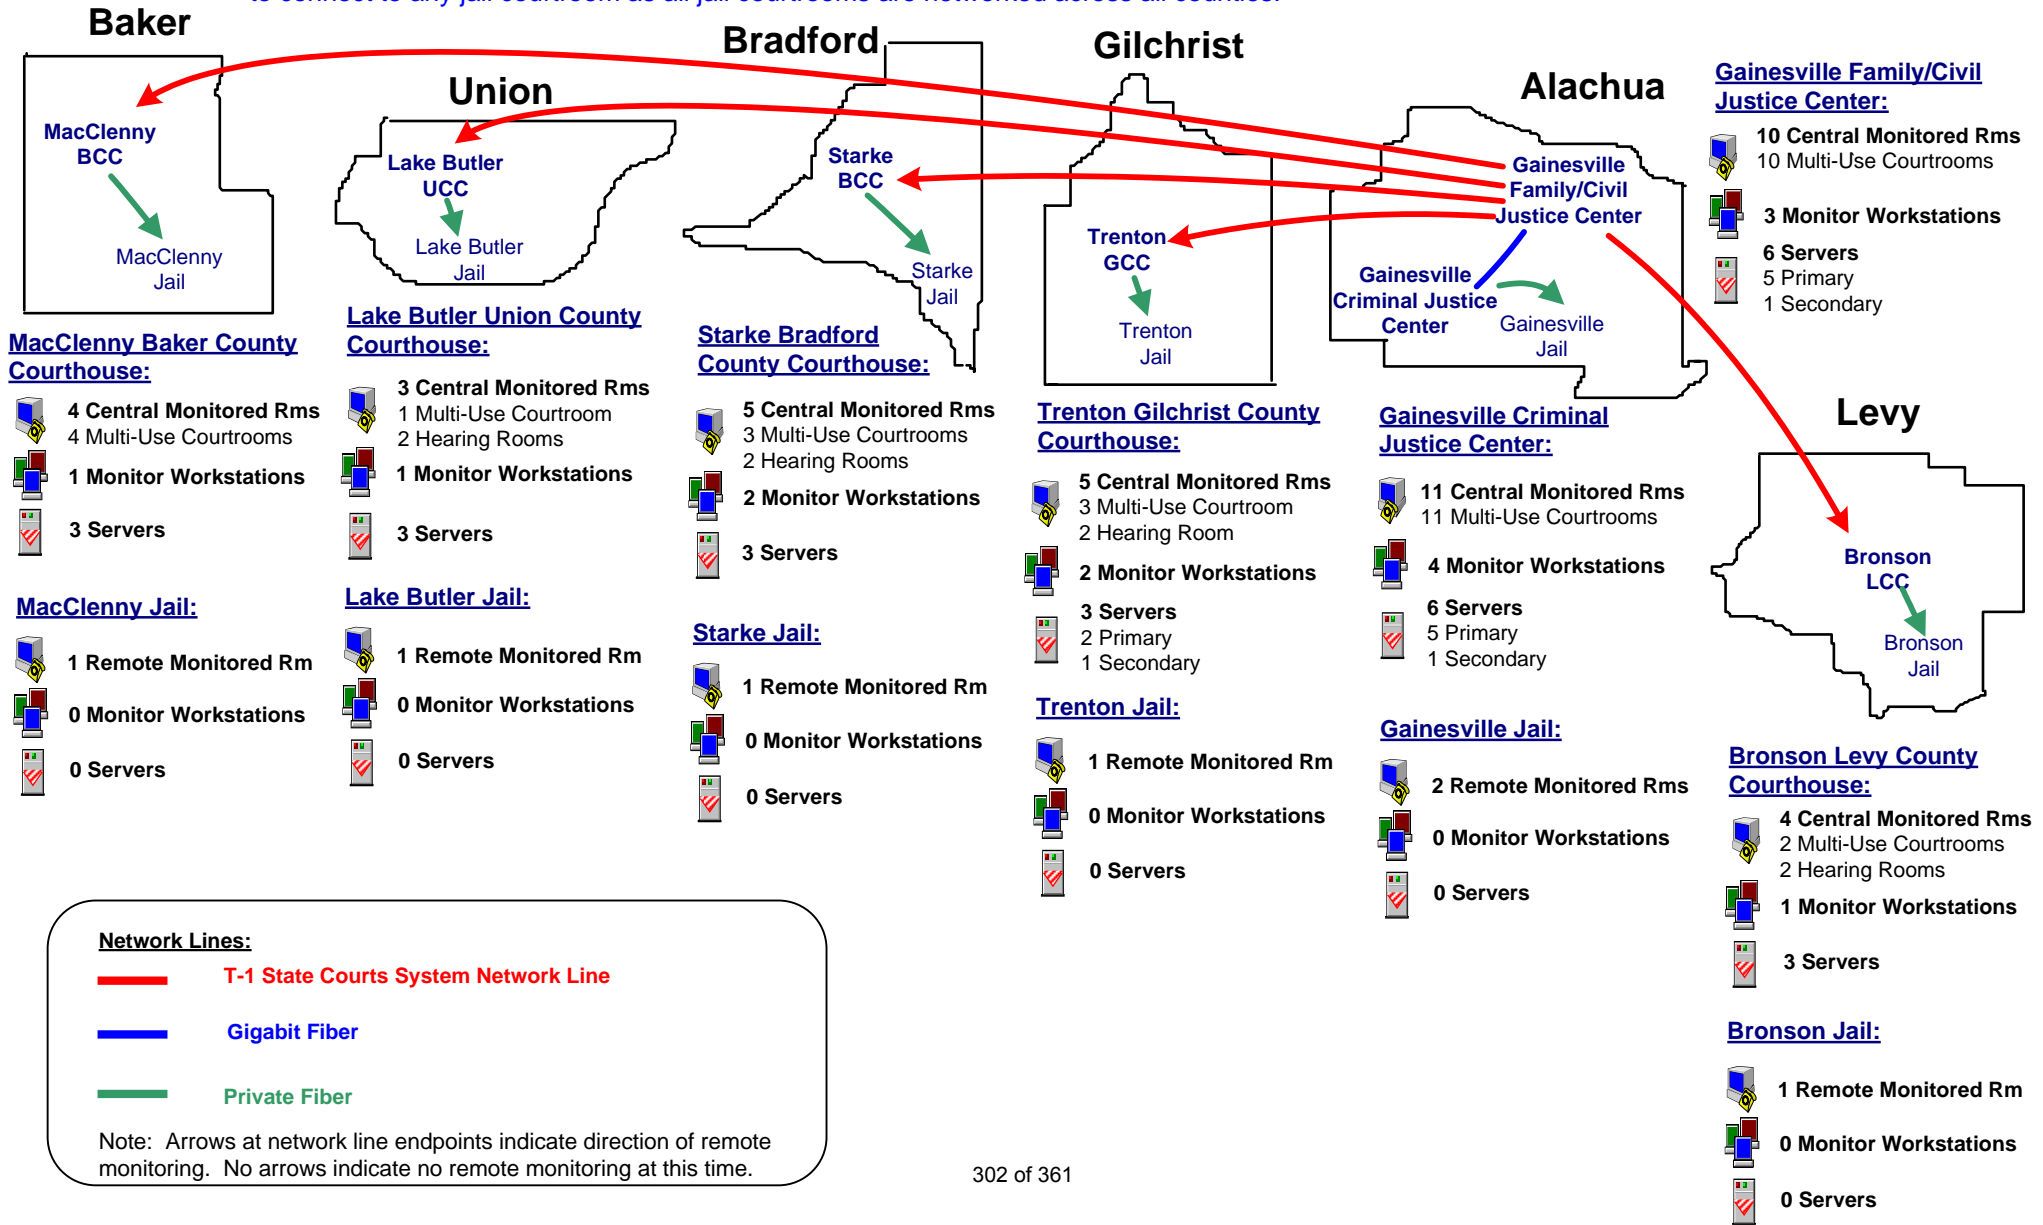 to connect to any jail courtroom as all jail courtrooms are networked across all counties.
Baker
MacClenny
BCC
MacClenny
Jail
Union
Lake Butler
UCC
Lake Butler
Jail
Bradford
Starke
BCC
Starke
Jail
Gilchrist
Trenton
GCC
Trenton
Jail
Alachua
Gainesville
Family/Civil
Justice Center
Gainesville
Criminal Justice
Center
Gainesville
Jail
Levy
Bronson
LCC
Bronson
Jail
MacClenny Baker County
Courthouse:
4 Central Monitored Rms
4 Multi-Use Courtrooms
1 Monitor Workstations
3 Servers
MacClenny Jail:
1 Remote Monitored Rm
0 Monitor Workstations
0 Servers
Lake Butler Union County
Courthouse:
3 Central Monitored Rms
1 Multi-Use Courtroom
2 Hearing Rooms
1 Monitor Workstations
3 Servers
Lake Butler Jail:
1 Remote Monitored Rm
0 Monitor Workstations
0 Servers
Starke Bradford
County Courthouse:
5 Central Monitored Rms
3 Multi-Use Courtrooms
2 Hearing Rooms
2 Monitor Workstations
3 Servers
Starke Jail:
1 Remote Monitored Rm
0 Monitor Workstations
0 Servers
Trenton Gilchrist County
Courthouse:
5 Central Monitored Rms
3 Multi-Use Courtroom
2 Hearing Room
2 Monitor Workstations
3 Servers
2 Primary
1 Secondary
Trenton Jail:
1 Remote Monitored Rm
0 Monitor Workstations
0 Servers
Gainesville Criminal
Justice Center:
11 Central Monitored Rms
11 Multi-Use Courtrooms
4 Monitor Workstations
6 Servers
5 Primary
1 Secondary
Gainesville Jail:
2 Remote Monitored Rms
0 Monitor Workstations
0 Servers
Gainesville Family/Civil
Justice Center:
10 Central Monitored Rms
10 Multi-Use Courtrooms
3 Monitor Workstations
6 Servers
5 Primary
1 Secondary
Bronson Levy County
Courthouse:
4 Central Monitored Rms
2 Multi-Use Courtrooms
2 Hearing Rooms
1 Monitor Workstations
3 Servers
Bronson Jail:
1 Remote Monitored Rm
0 Monitor Workstations
0 Servers
Network Lines:
T-1 State Courts System Network Line
Gigabit Fiber
Private Fiber
Note: Arrows at network line endpoints indicate direction of remote
monitoring. No arrows indicate no remote monitoring at this time.
302 of 361